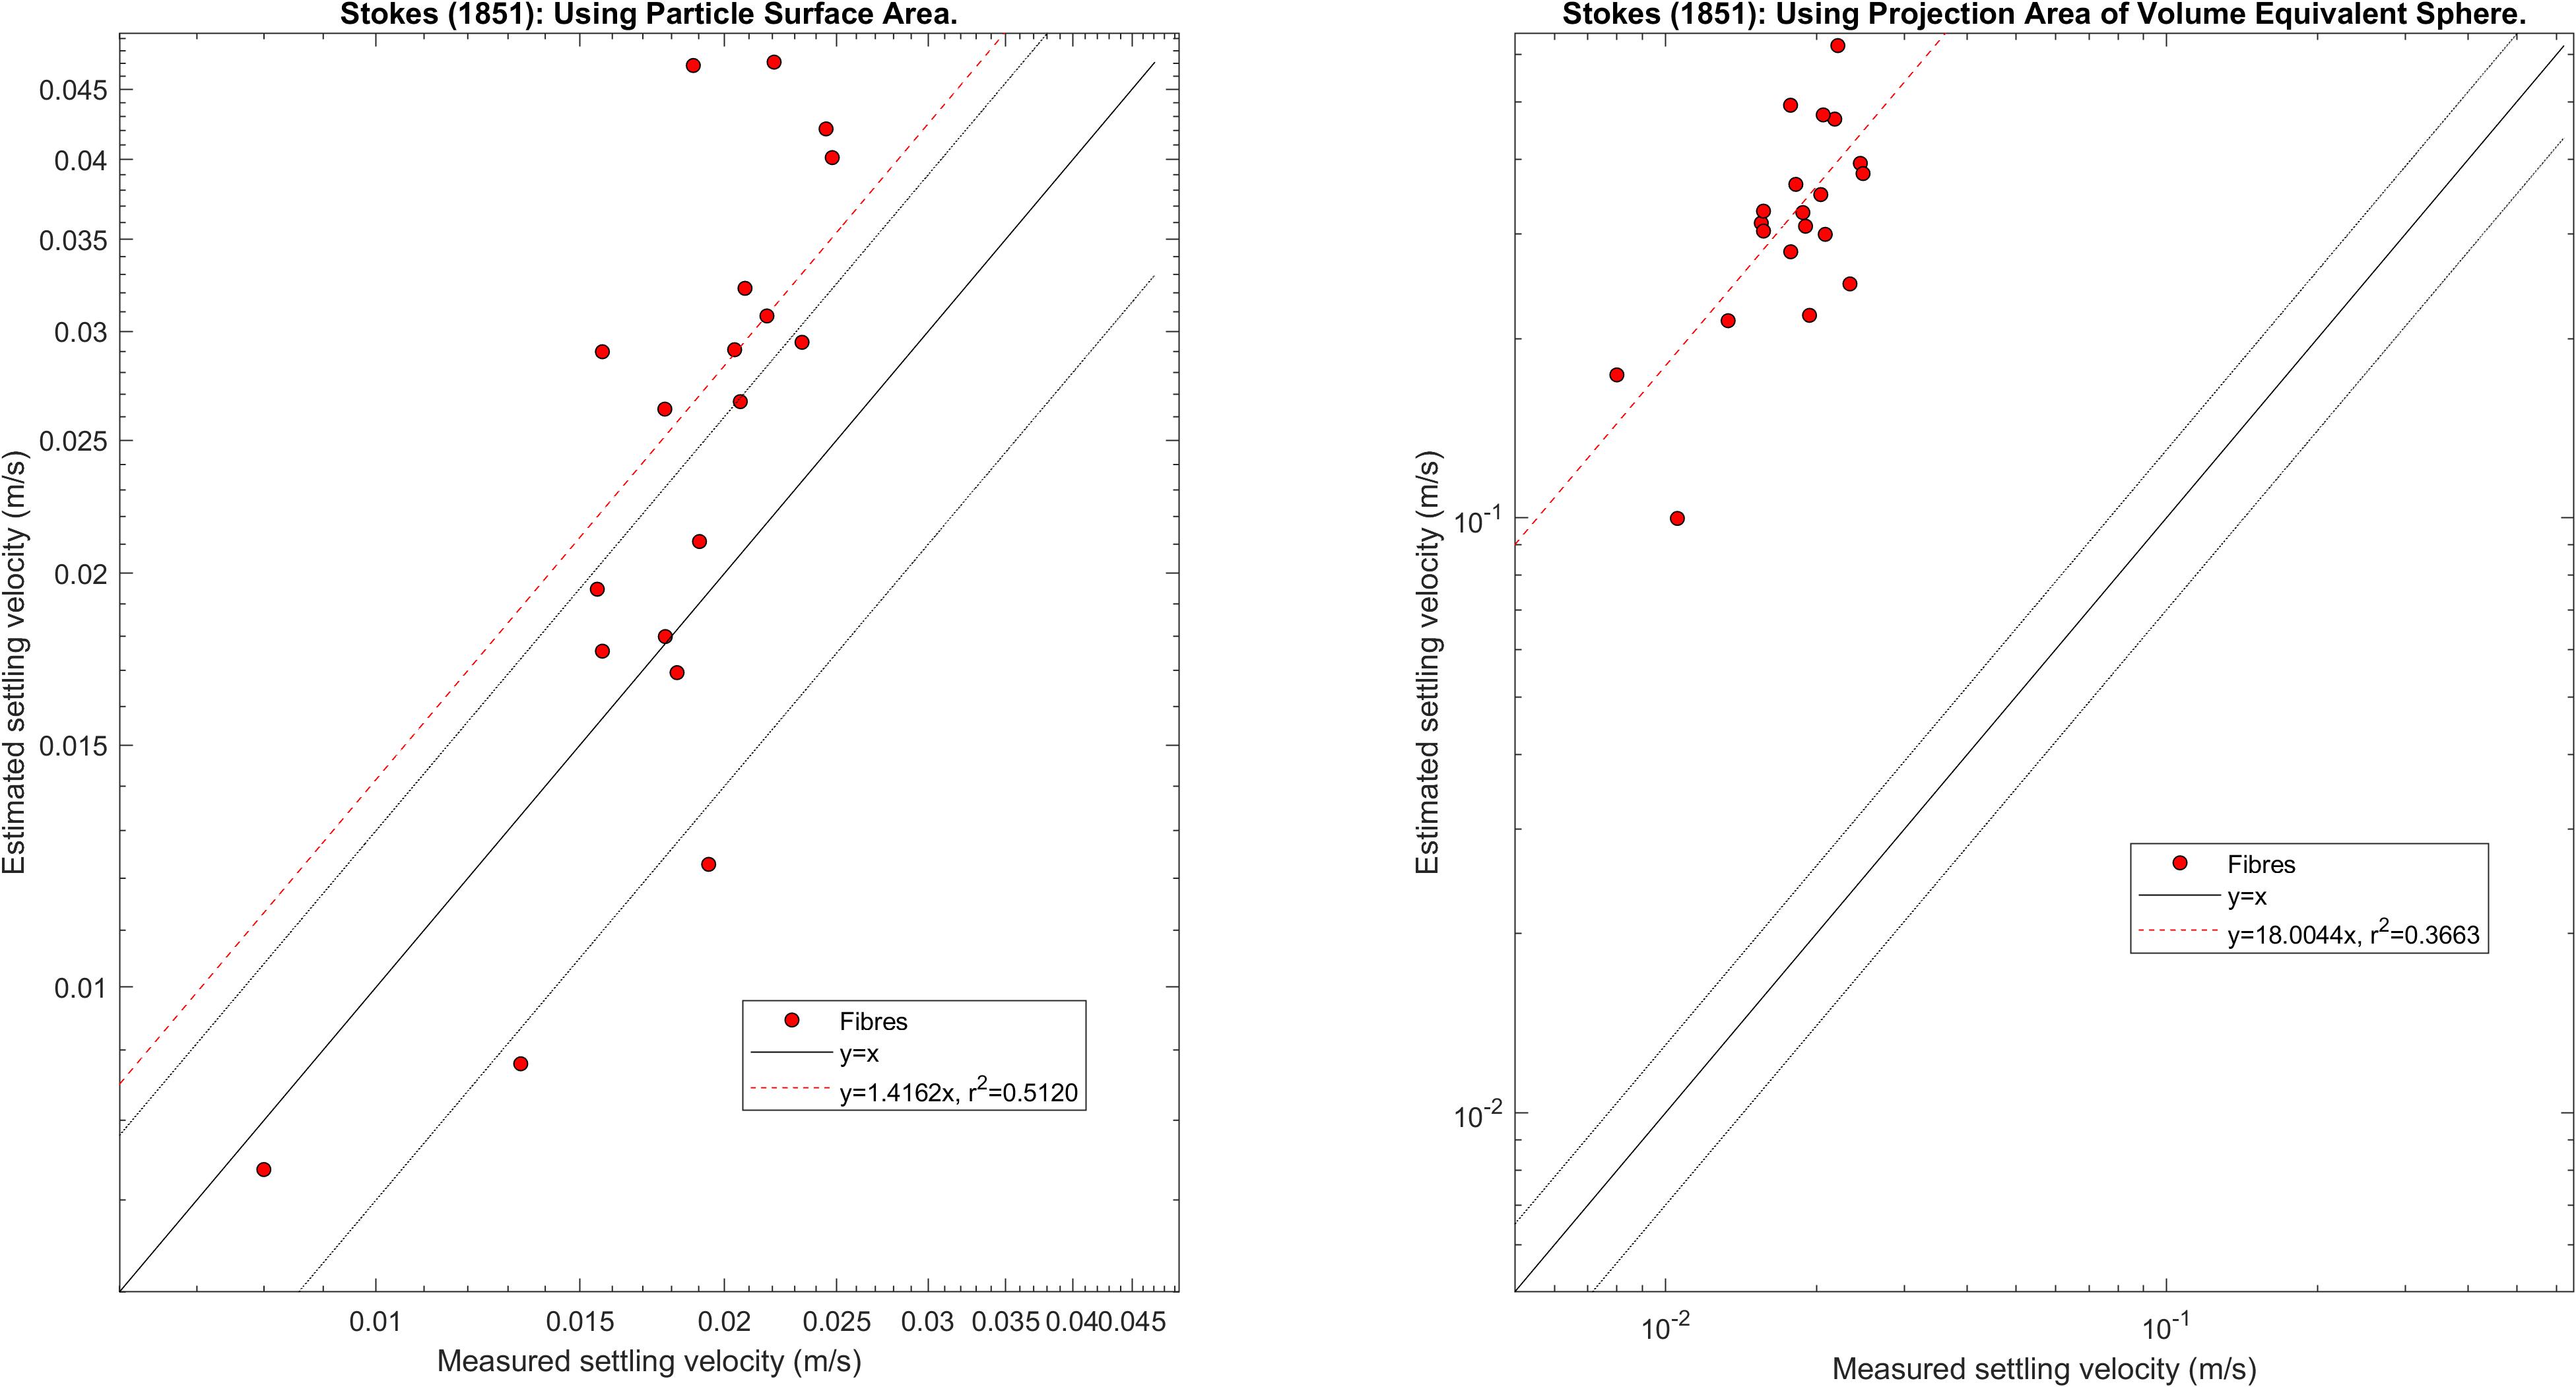 Stokes (1851): Using Particle Surface Area.
0.045
0.04
0.035
0.03
0.025
0.02
0.015
0.01
Estimated settling velocity (m/s)
Fibres
y=x
y=1.4162x, r²=0.5120
0.01 0.015 0.02 0.025 0.03 0.035 0.04 0.045
Measured settling velocity (m/s)
Stokes (1851): Using Projection Area of Volume Equivalent Sphere.
10⁻¹
10⁻²
Estimated settling velocity (m/s)
Fibres
y=x
y=18.0044x, r²=0.3663
10⁻² 10⁻¹
Measured settling velocity (m/s)